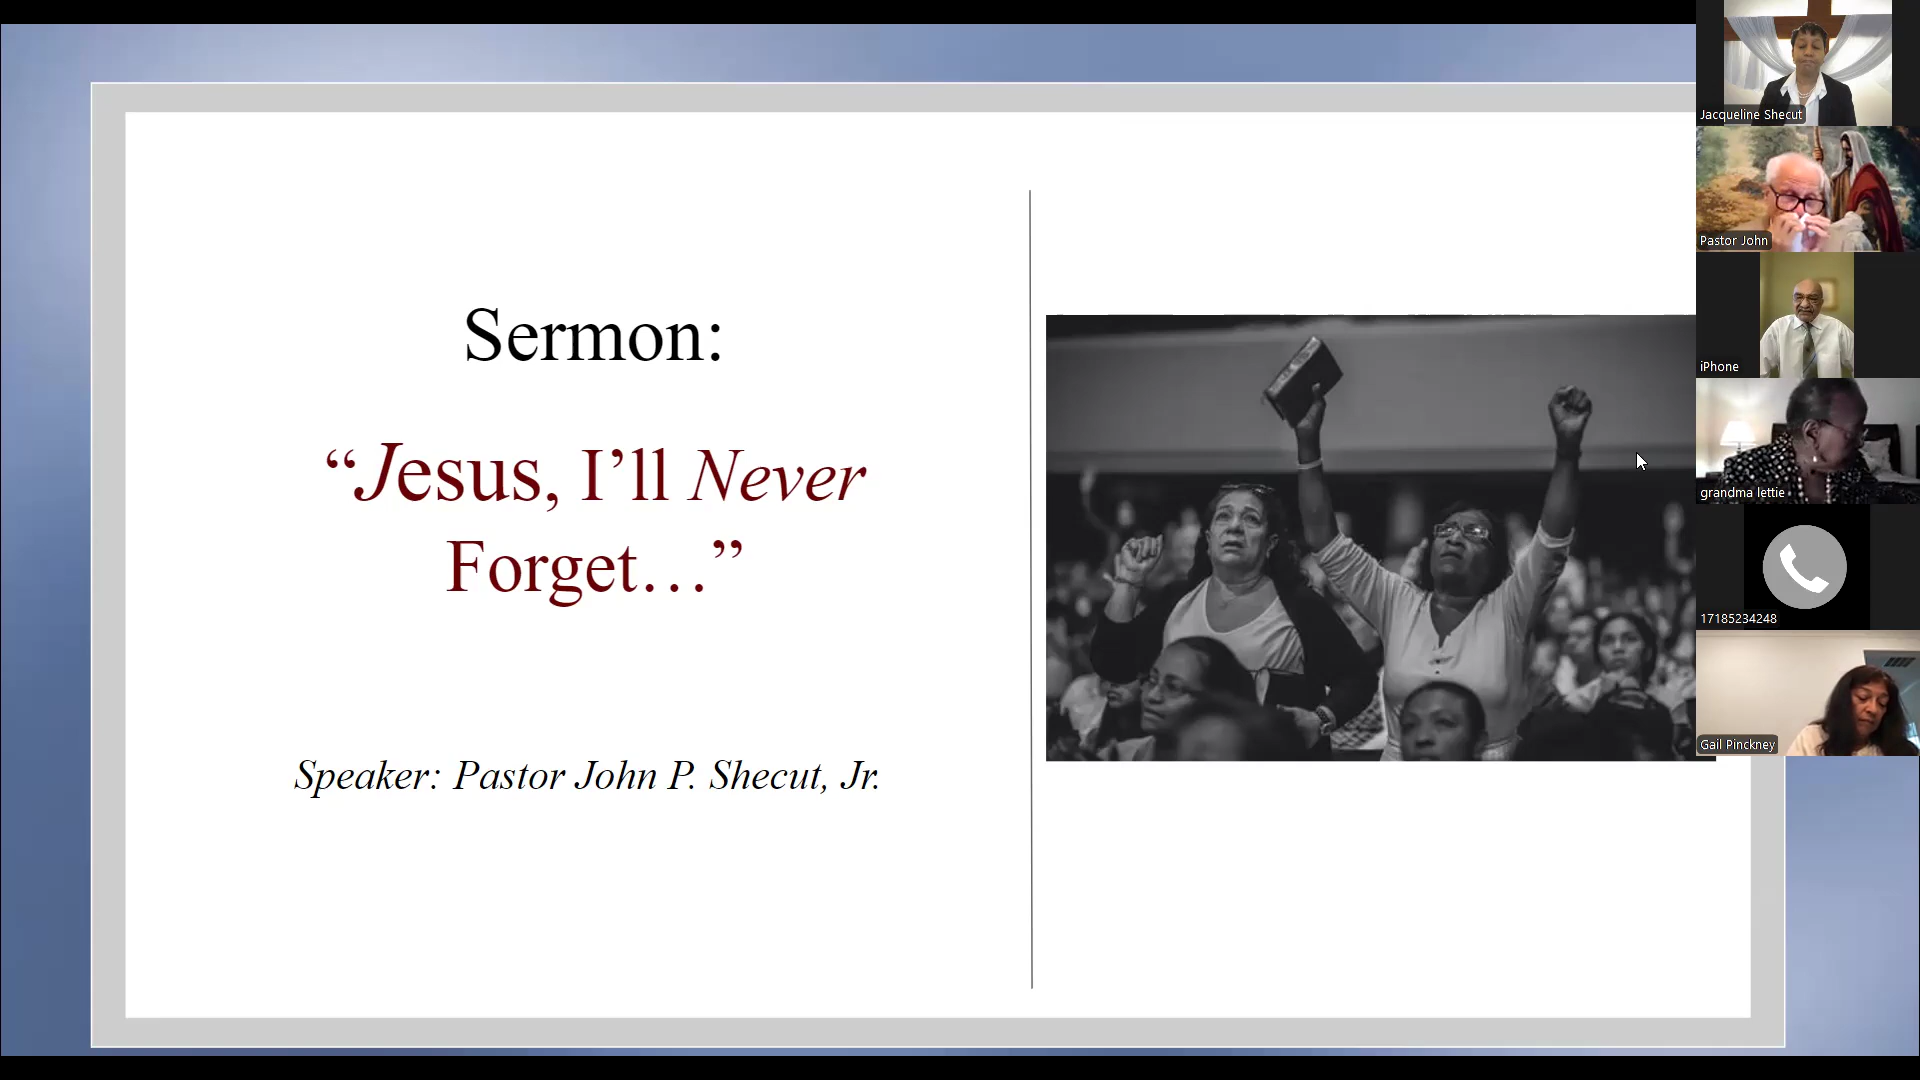 Sermon:
“Jesus, I’ll Never
Forget…”
Speaker: Pastor John P. Shecut, Jr.
Jacqueline Shecut
Pastor John
iPhone
grandma lettie
17185234248
Gail Pinckney